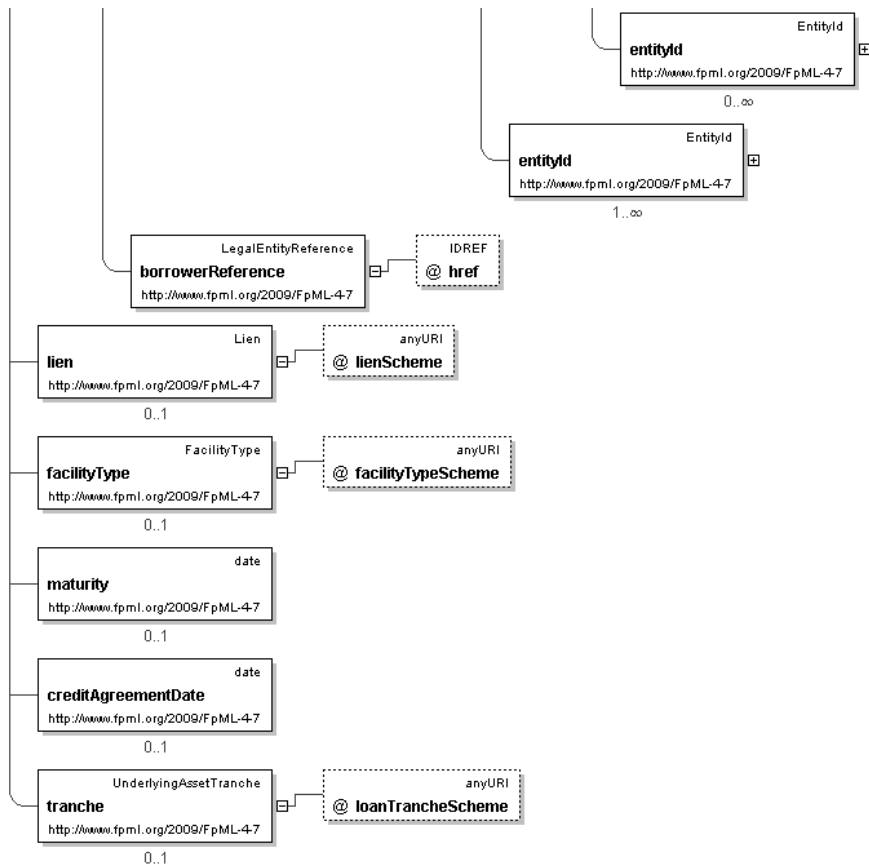 EntityId
entityId
http://www.fpml.org/2009/FpML-4-7
0..∞
EntityId
entityId
http://www.fpml.org/2009/FpML-4-7
1..∞
LegalEntityReference
borrowerReference
http://www.fpml.org/2009/FpML-4-7
IDREF
@ href
Lien
lien
http://www.fpml.org/2009/FpML-4-7
0..1
anyURI
@ lienScheme
FacilityType
facilityType
http://www.fpml.org/2009/FpML-4-7
0..1
anyURI
@ facilityTypeScheme
date
maturity
http://www.fpml.org/2009/FpML-4-7
0..1
date
creditAgreementDate
http://www.fpml.org/2009/FpML-4-7
0..1
UnderlyingAssetTranche
tranche
http://www.fpml.org/2009/FpML-4-7
0..1
anyURI
@ loanTrancheScheme